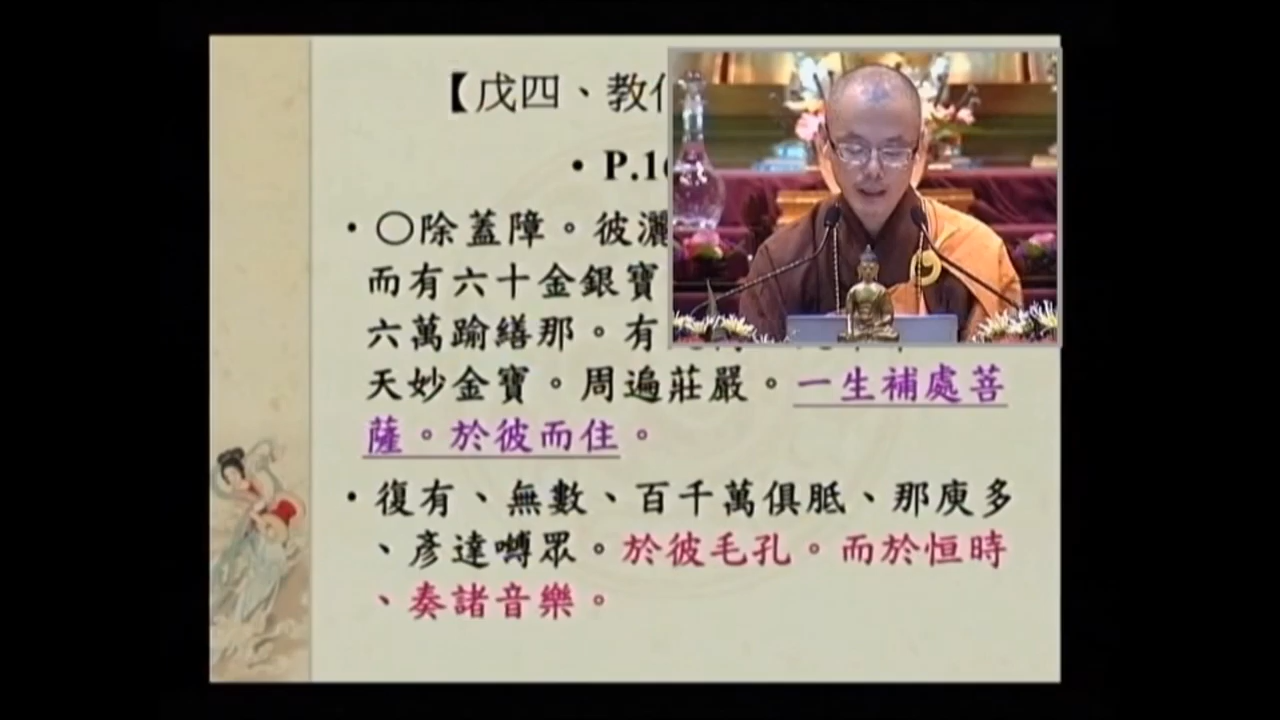 【戊四、教
• P.1
• ○除蓋障。彼灑
而有六十金銀寶
六萬踰繕那。有
天妙金寶。周遍莊嚴。一生補處菩
薩。於彼而住。
• 復有、無數、百千萬俱胝、那庾多
、彥達嚩眾。於彼毛孔。而於恒時
、奏諸音樂。